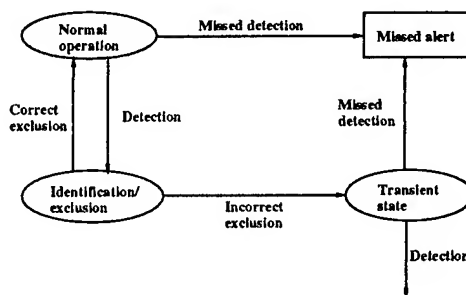 Normal
operation
Missed detection
Missed alert
Correct
exclusion
Detection
Missed
detection
Identification/
exclusion
Incorrect
exclusion
Transient
state
Detection